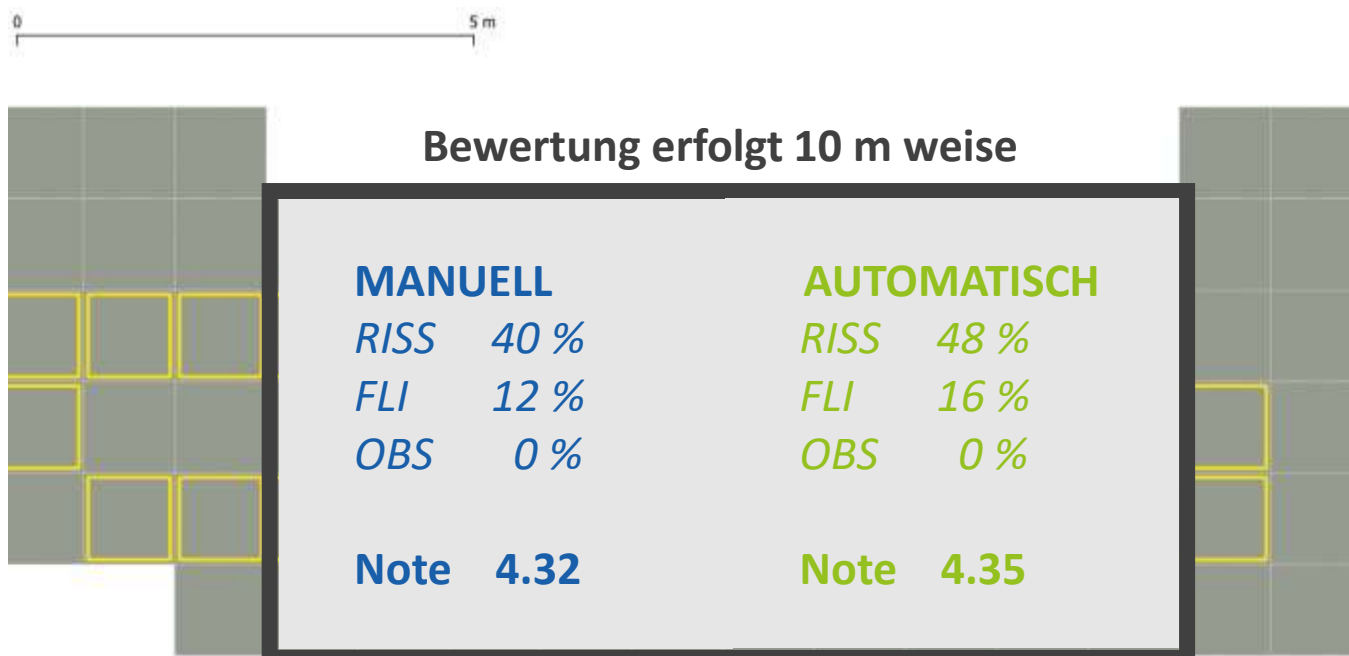 0 5 m
Bewertung erfolgt 10 m weise
MANUELL AUTOMATISCH
RISS 40 % RISS 48 %
FLI 12 % FLI 16 %
OBS 0 % OBS 0 %
Note 4.32 Note 4.35